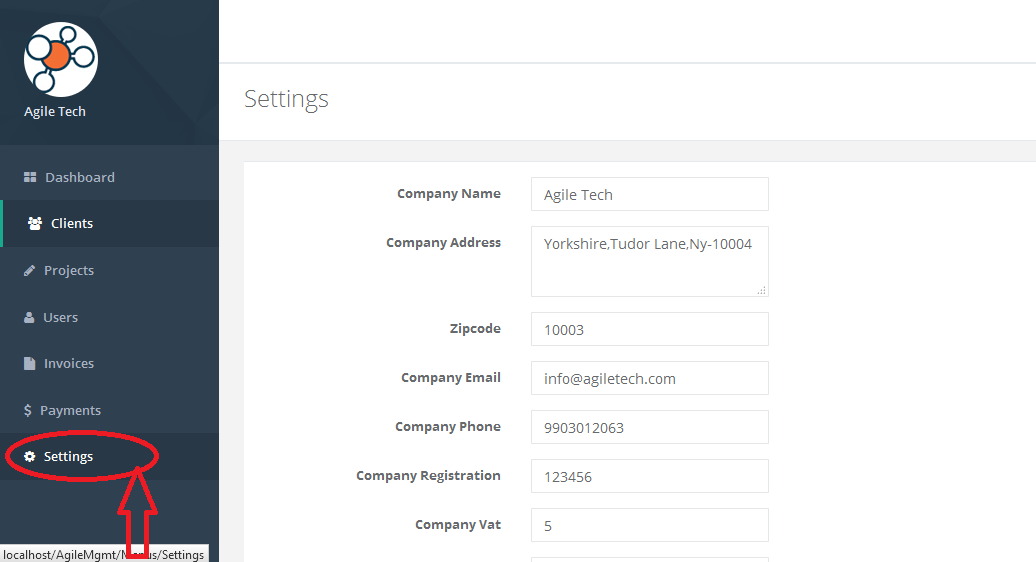 Agile Tech
Dashboard
Clients
Projects
Users
Invoices
$ Payments
Settings
localhost/AgileMgmt/Menus/Settings
Settings
Company Name Agile Tech
Company Address Yorkshire,Tudor Lane,Ny-10004
Zipcode 10003
Company Email info@agiletech.com
Company Phone 9903012063
Company Registration 123456
Company Vat 5